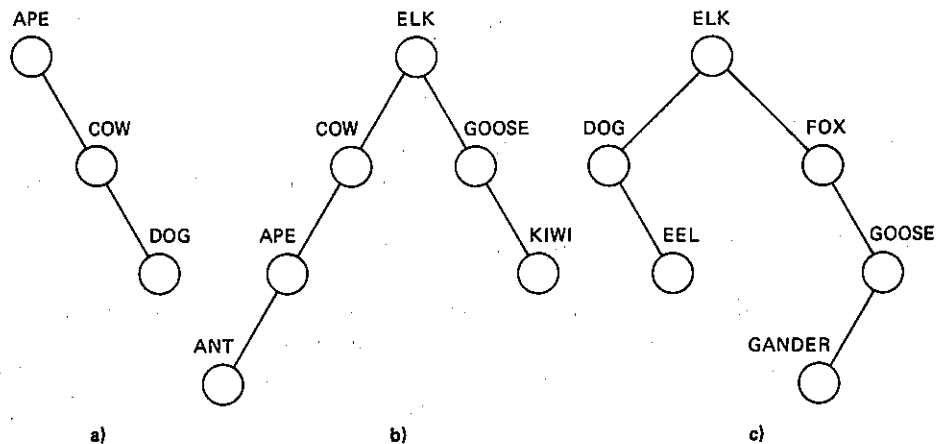 APE
COW
DOG
a)
ELK
COW
GOOSE
APE
KIWI
ANT
b)
ELK
DOG
FOX
EEL
GOOSE
GANDER
c)